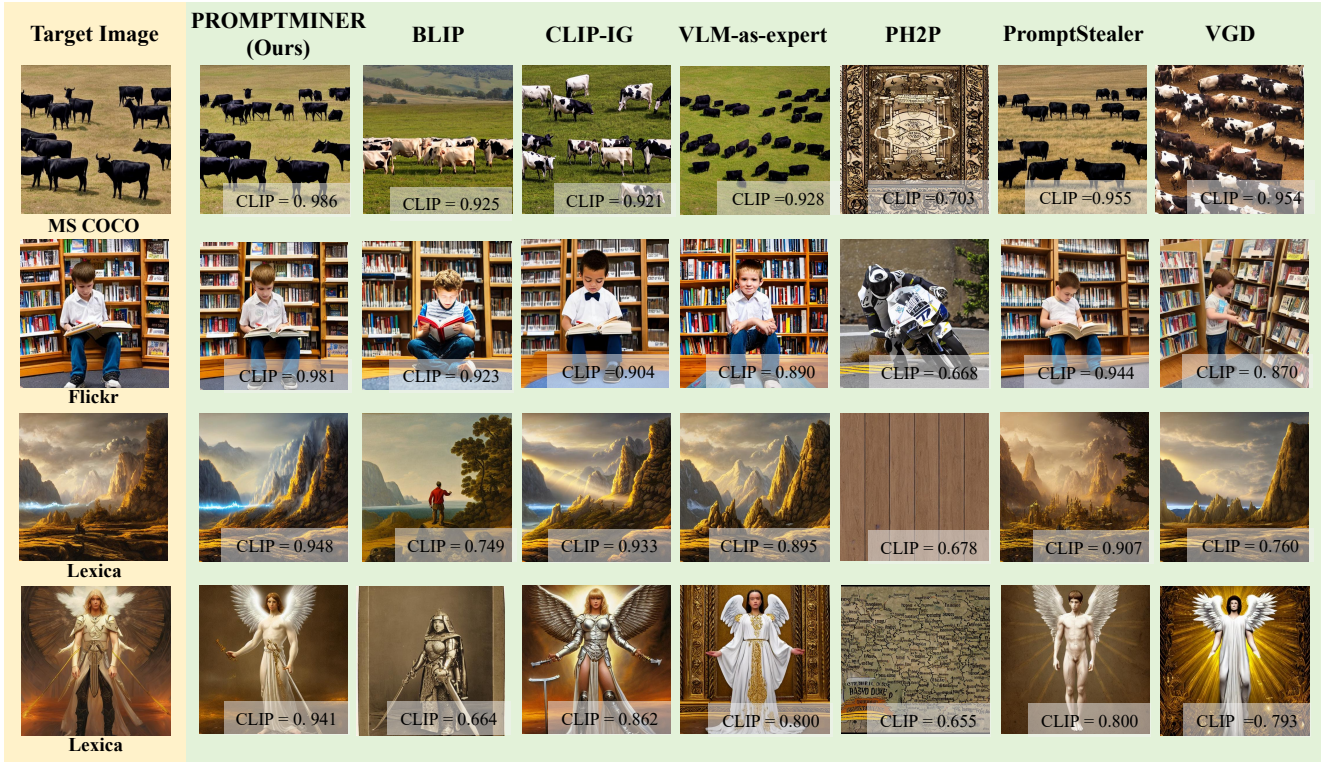 Target Image
PROMPTMINER
(Ours)
BLIP
CLIP-IG
VLM-as-expert
PH2P
PromptStealer
VGD
CLIP = 0. 986
CLIP = 0.925
CLIP = 0.921
CLIP =0.928
CLIP =0.703
CLIP =0.955
CLIP = 0. 954
MS COCO
CLIP = 0.981
CLIP = 0.923
CLIP = 0.904
CLIP = 0.890
CLIP = 0.668
CLIP = 0.944
CLIP = 0. 870
Flickr
CLIP = 0.948
CLIP = 0.749
CLIP = 0.933
CLIP = 0.895
CLIP = 0.678
CLIP = 0.907
CLIP = 0.760
Lexica
CLIP = 0. 941
CLIP = 0.664
CLIP = 0.862
CLIP = 0.800
CLIP = 0.655
CLIP = 0.800
CLIP =0. 793
Lexica